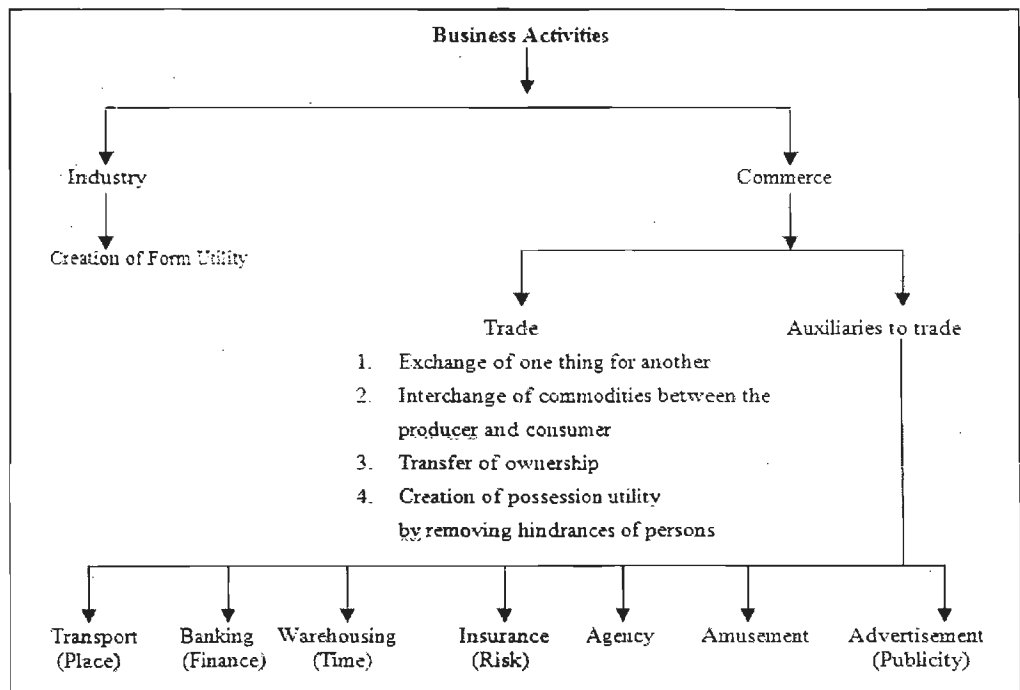 Business Activities
Industry
Commerce
Creation of Form Utility
Trade
Auxiliaries to trade
1. Exchange of one thing for another
2. Interchange of commodities between the
producer and consumer
3. Transfer of ownership
4. Creation of possession utility
by removing hindrances of persons
Transport
(Place)
Banking
(Finance)
Warehousing
(Time)
Insurance
(Risk)
Agency
Amusement
Advertisement
(Publicity)